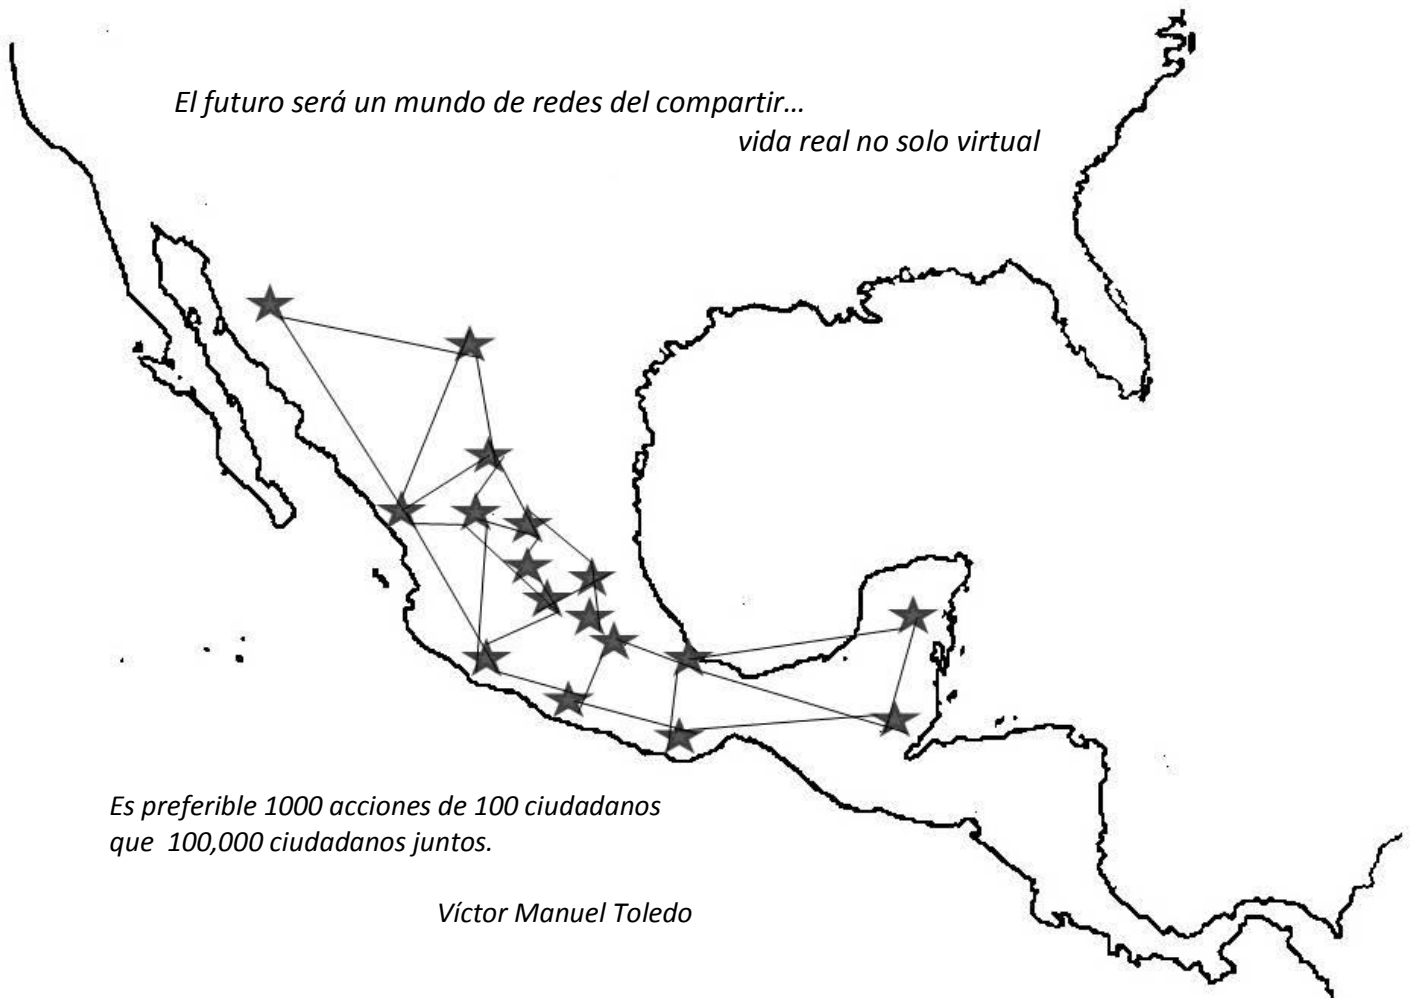 El futuro será un mundo de redes del compartir...
vida real no solo virtual
Es preferible 1000 acciones de 100 ciudadanos
que 100,000 ciudadanos juntos.
Víctor Manuel Toledo